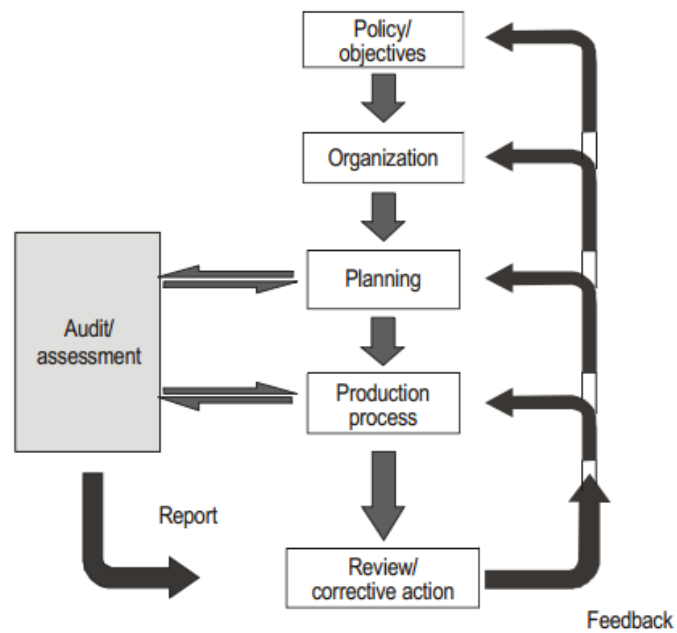 Policy/
objectives
Organization
Planning
Audit/
assessment
Production
process
Report
Review/
corrective action
Feedback